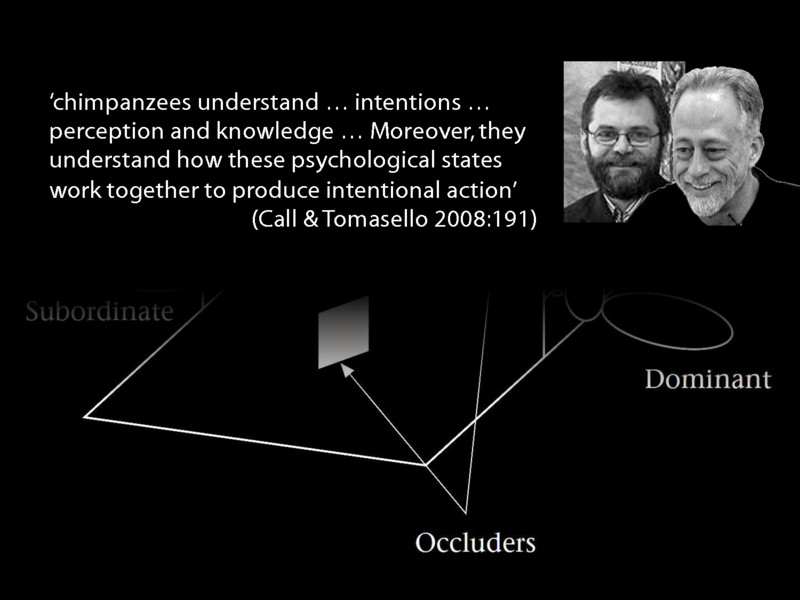 ‘chimpanzees understand … intentions …
perception and knowledge … Moreover, they
understand how these psychological states
work together to produce intentional action’
(Call & Tomasello 2008:191)
Subordinate
Dominant
Occluders